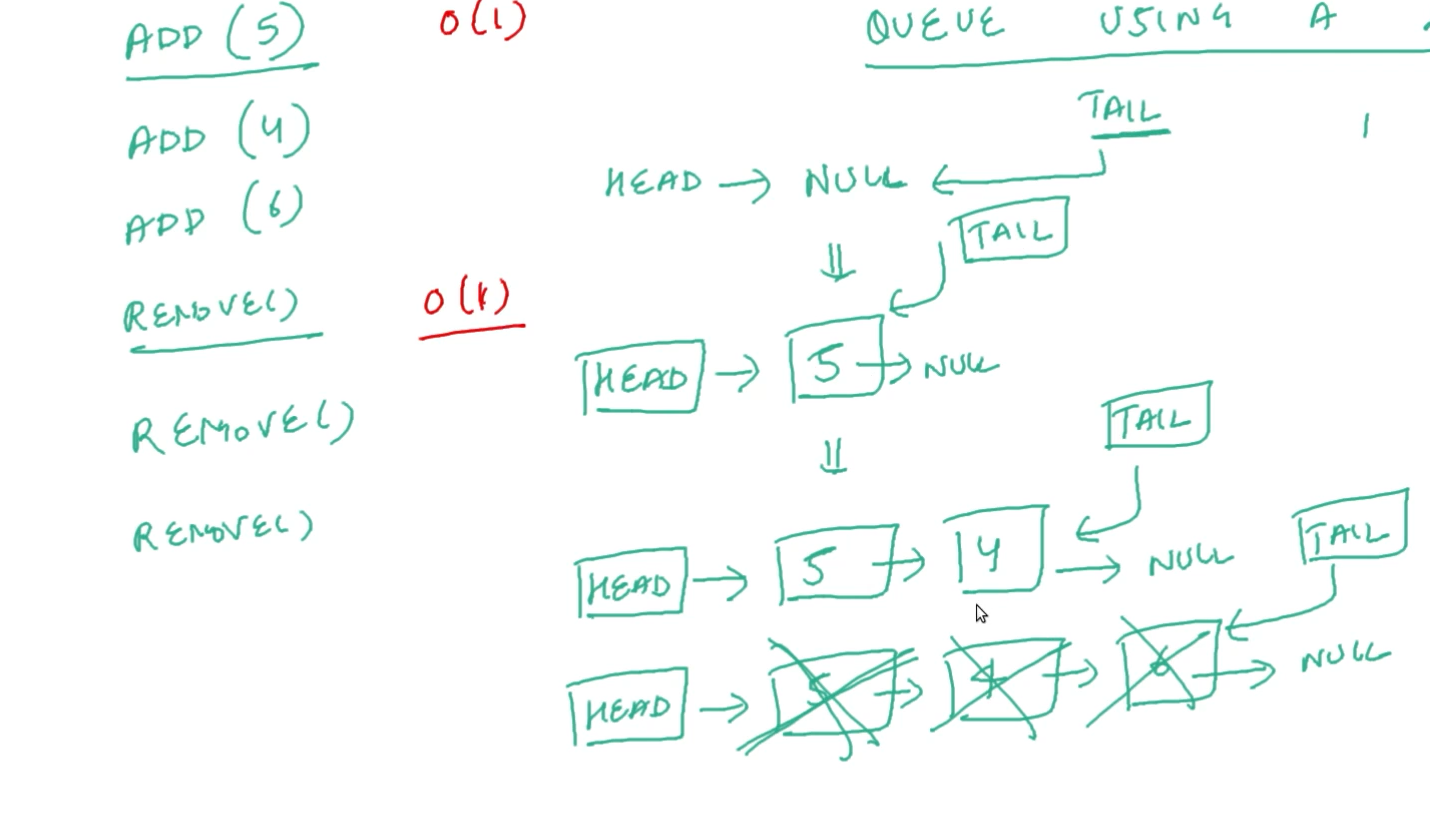 ADD (5)
O(1)
ADD (4)
ADD (6)
REMOVE()
O(1)
REMOVE()
REMOVE()
QUEUE USING A
TAIL
HEAD → NULL
TAIL
HEAD → 5 → NULL
TAIL
HEAD → 5 → 4 → NULL
TAIL
HEAD → 5 → 4 → 6 → NULL